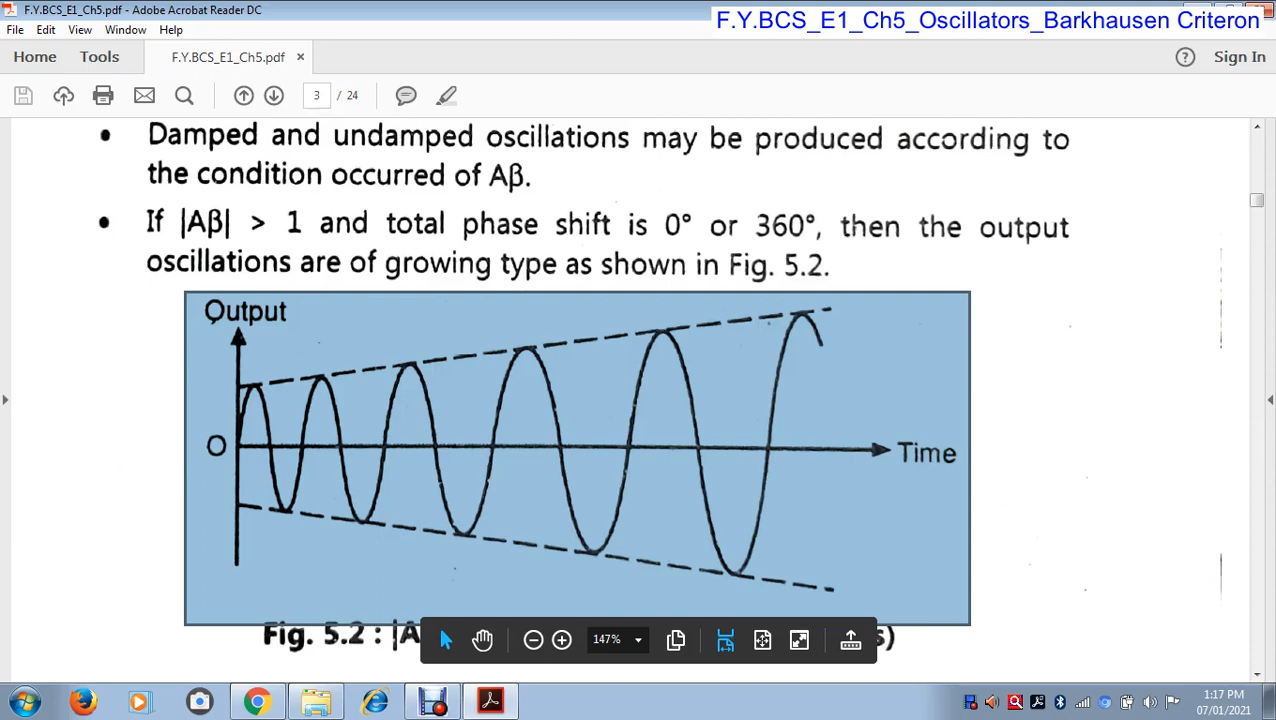 F.Y.BCS_E1_Ch5.pdf - Adobe Acrobat Reader DC
F.Y.BCS_E1_Ch5_Oscillators_Barkhausen Criteron
File Edit View Window Help
Home Tools F.Y.BCS_E1_Ch5.pdf × Sign In
3 / 24
• Damped and undamped oscillations may be produced according to
the condition occurred of Aβ.
• If |Aβ| > 1 and total phase shift is 0° or 360°, then the output
oscillations are of growing type as shown in Fig. 5.2.
Output
O
Time
Fig. 5.2 : |A
s)
147%
1:17 PM
07/01/2021